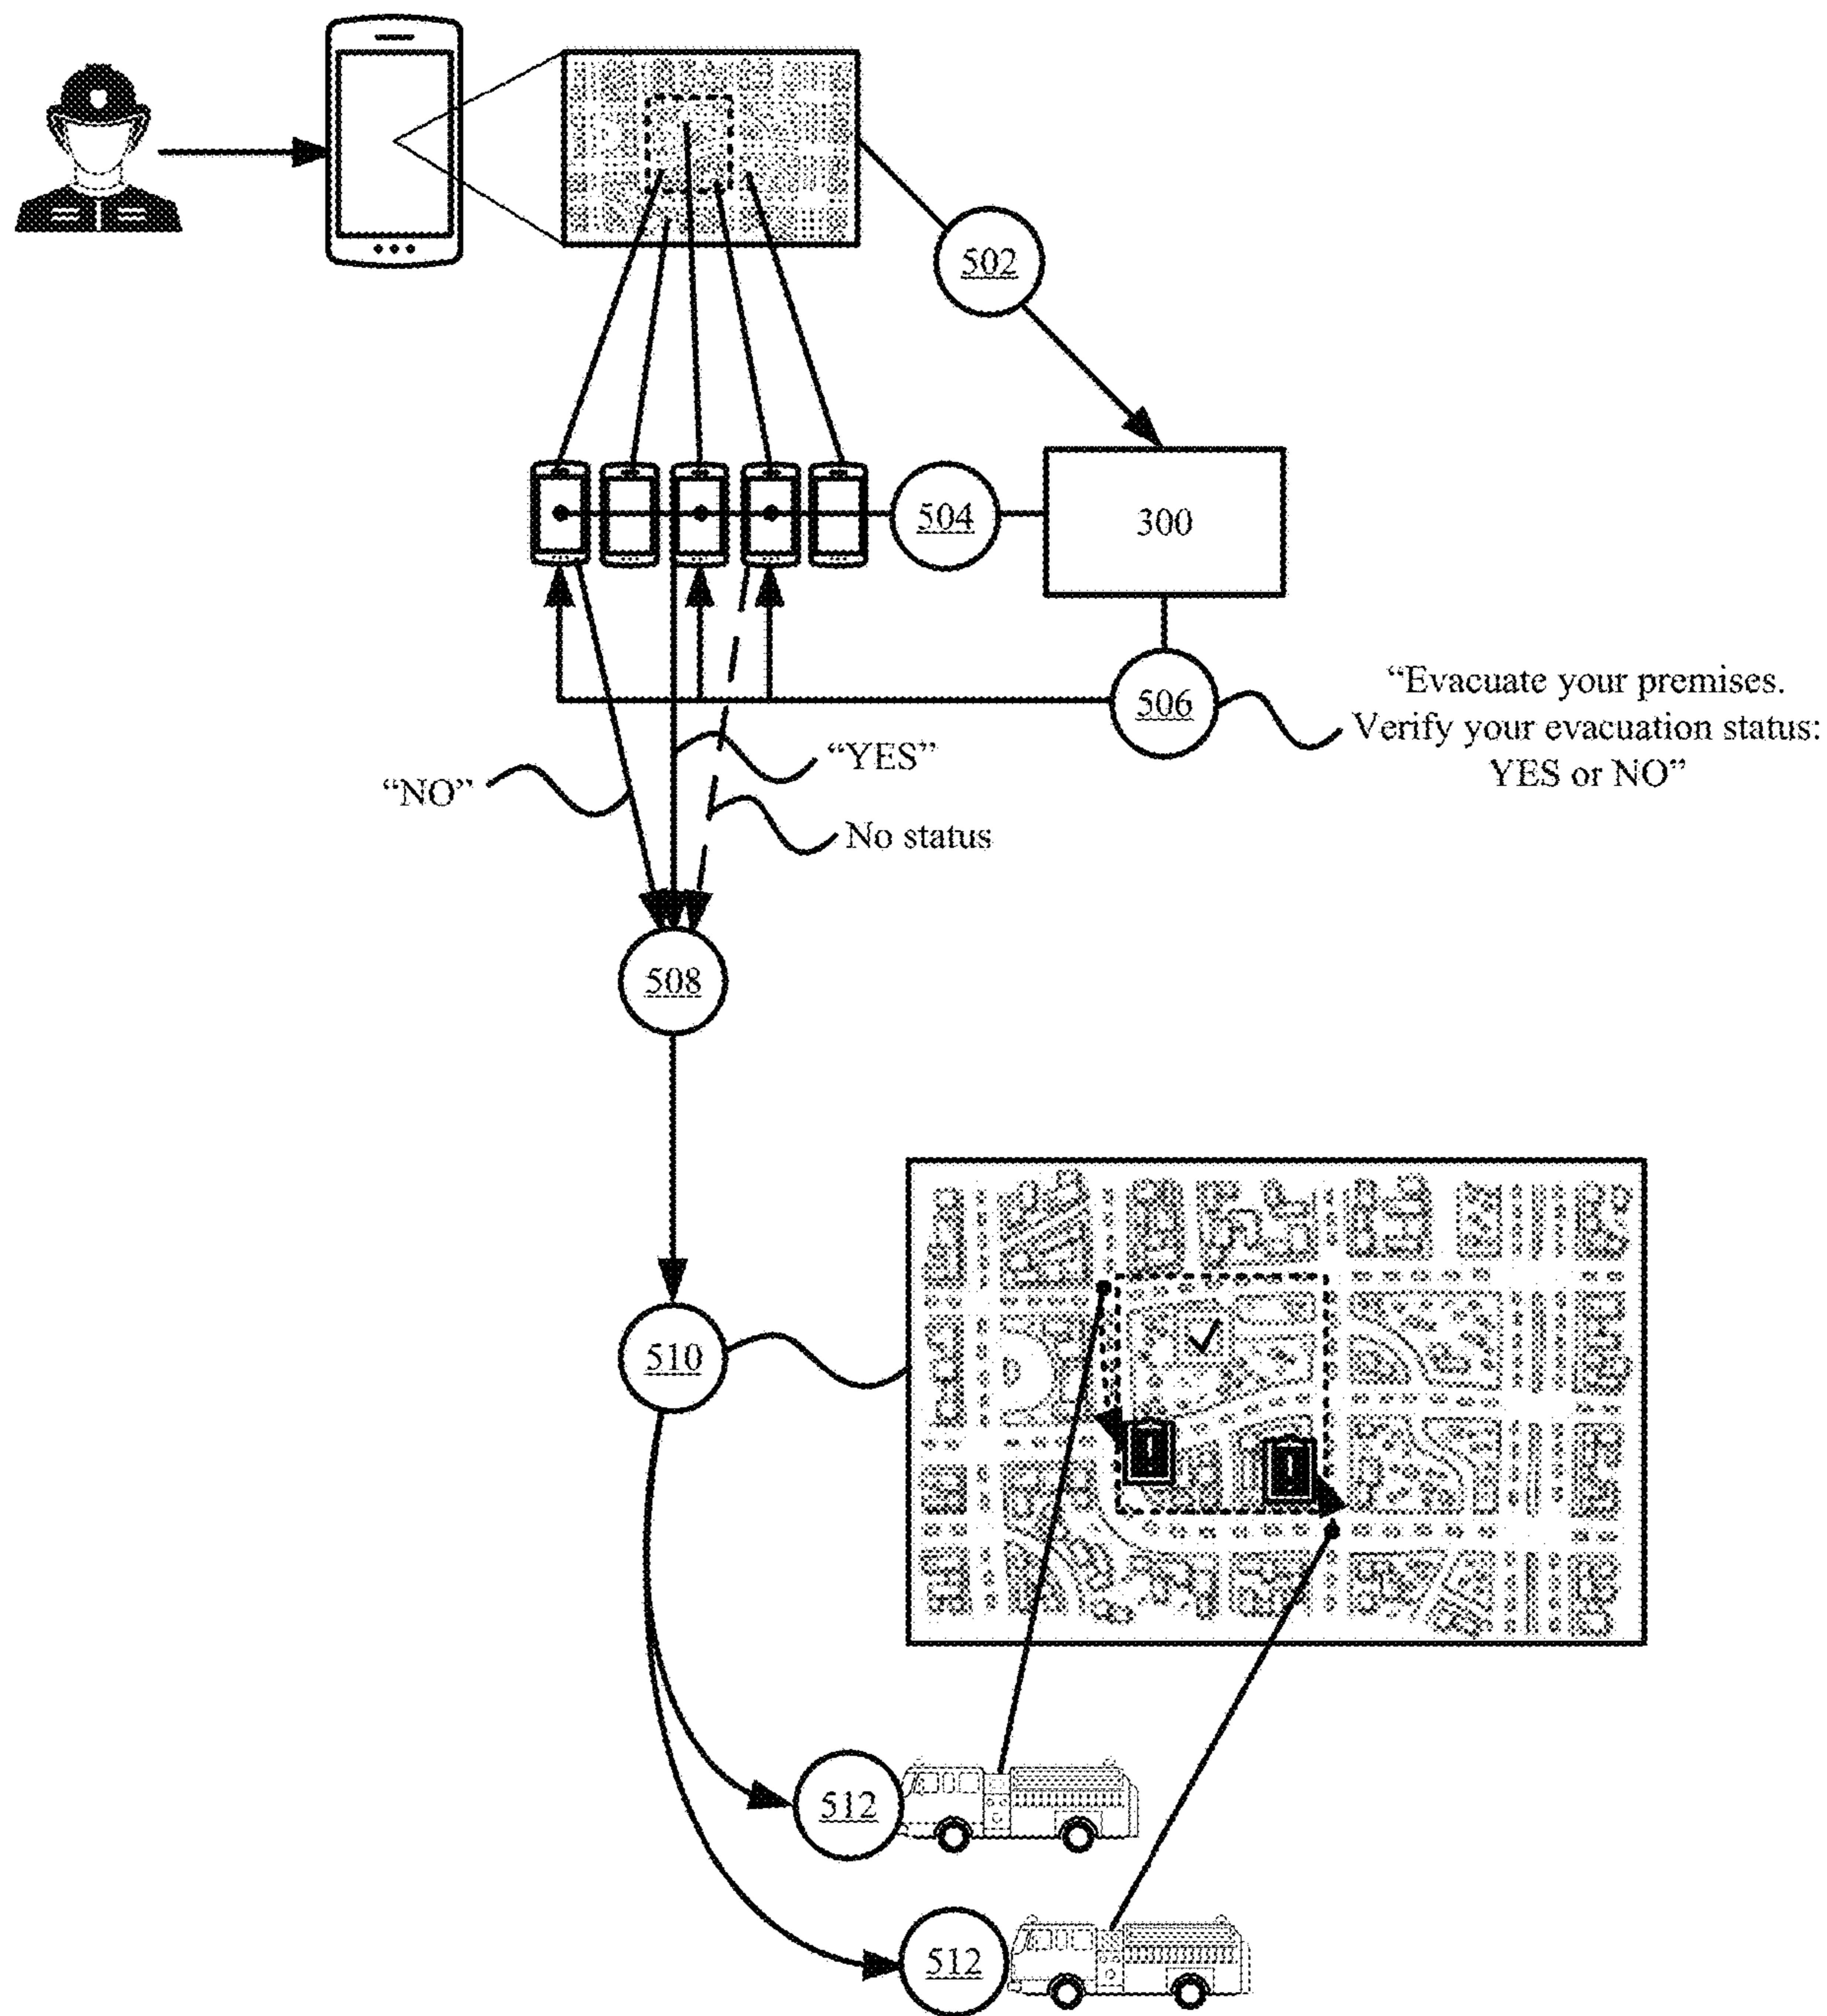 502
504
300
506
“Evacuate your premises.
Verify your evacuation status:
YES or NO”
“YES”
“NO”
No status
508
510
512
512